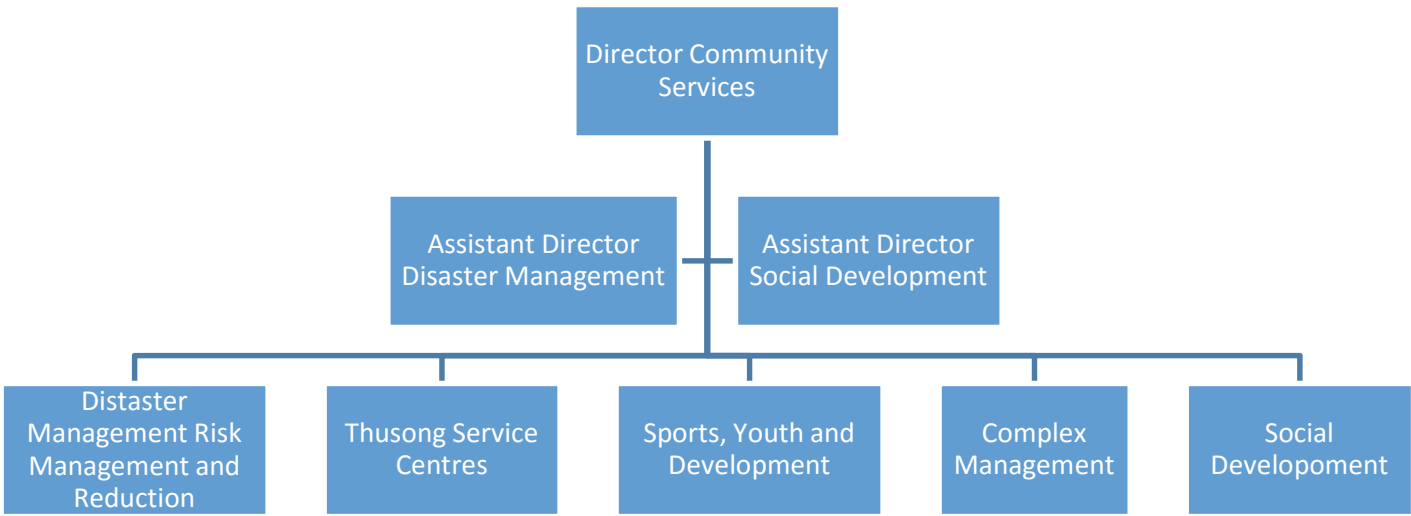 Director Community
Services
Assistant Director
Disaster Management
Assistant Director
Social Development
Distaster
Management Risk
Management and
Reduction
Thusong Service
Centres
Sports, Youth and
Development
Complex
Management
Social
Developoment